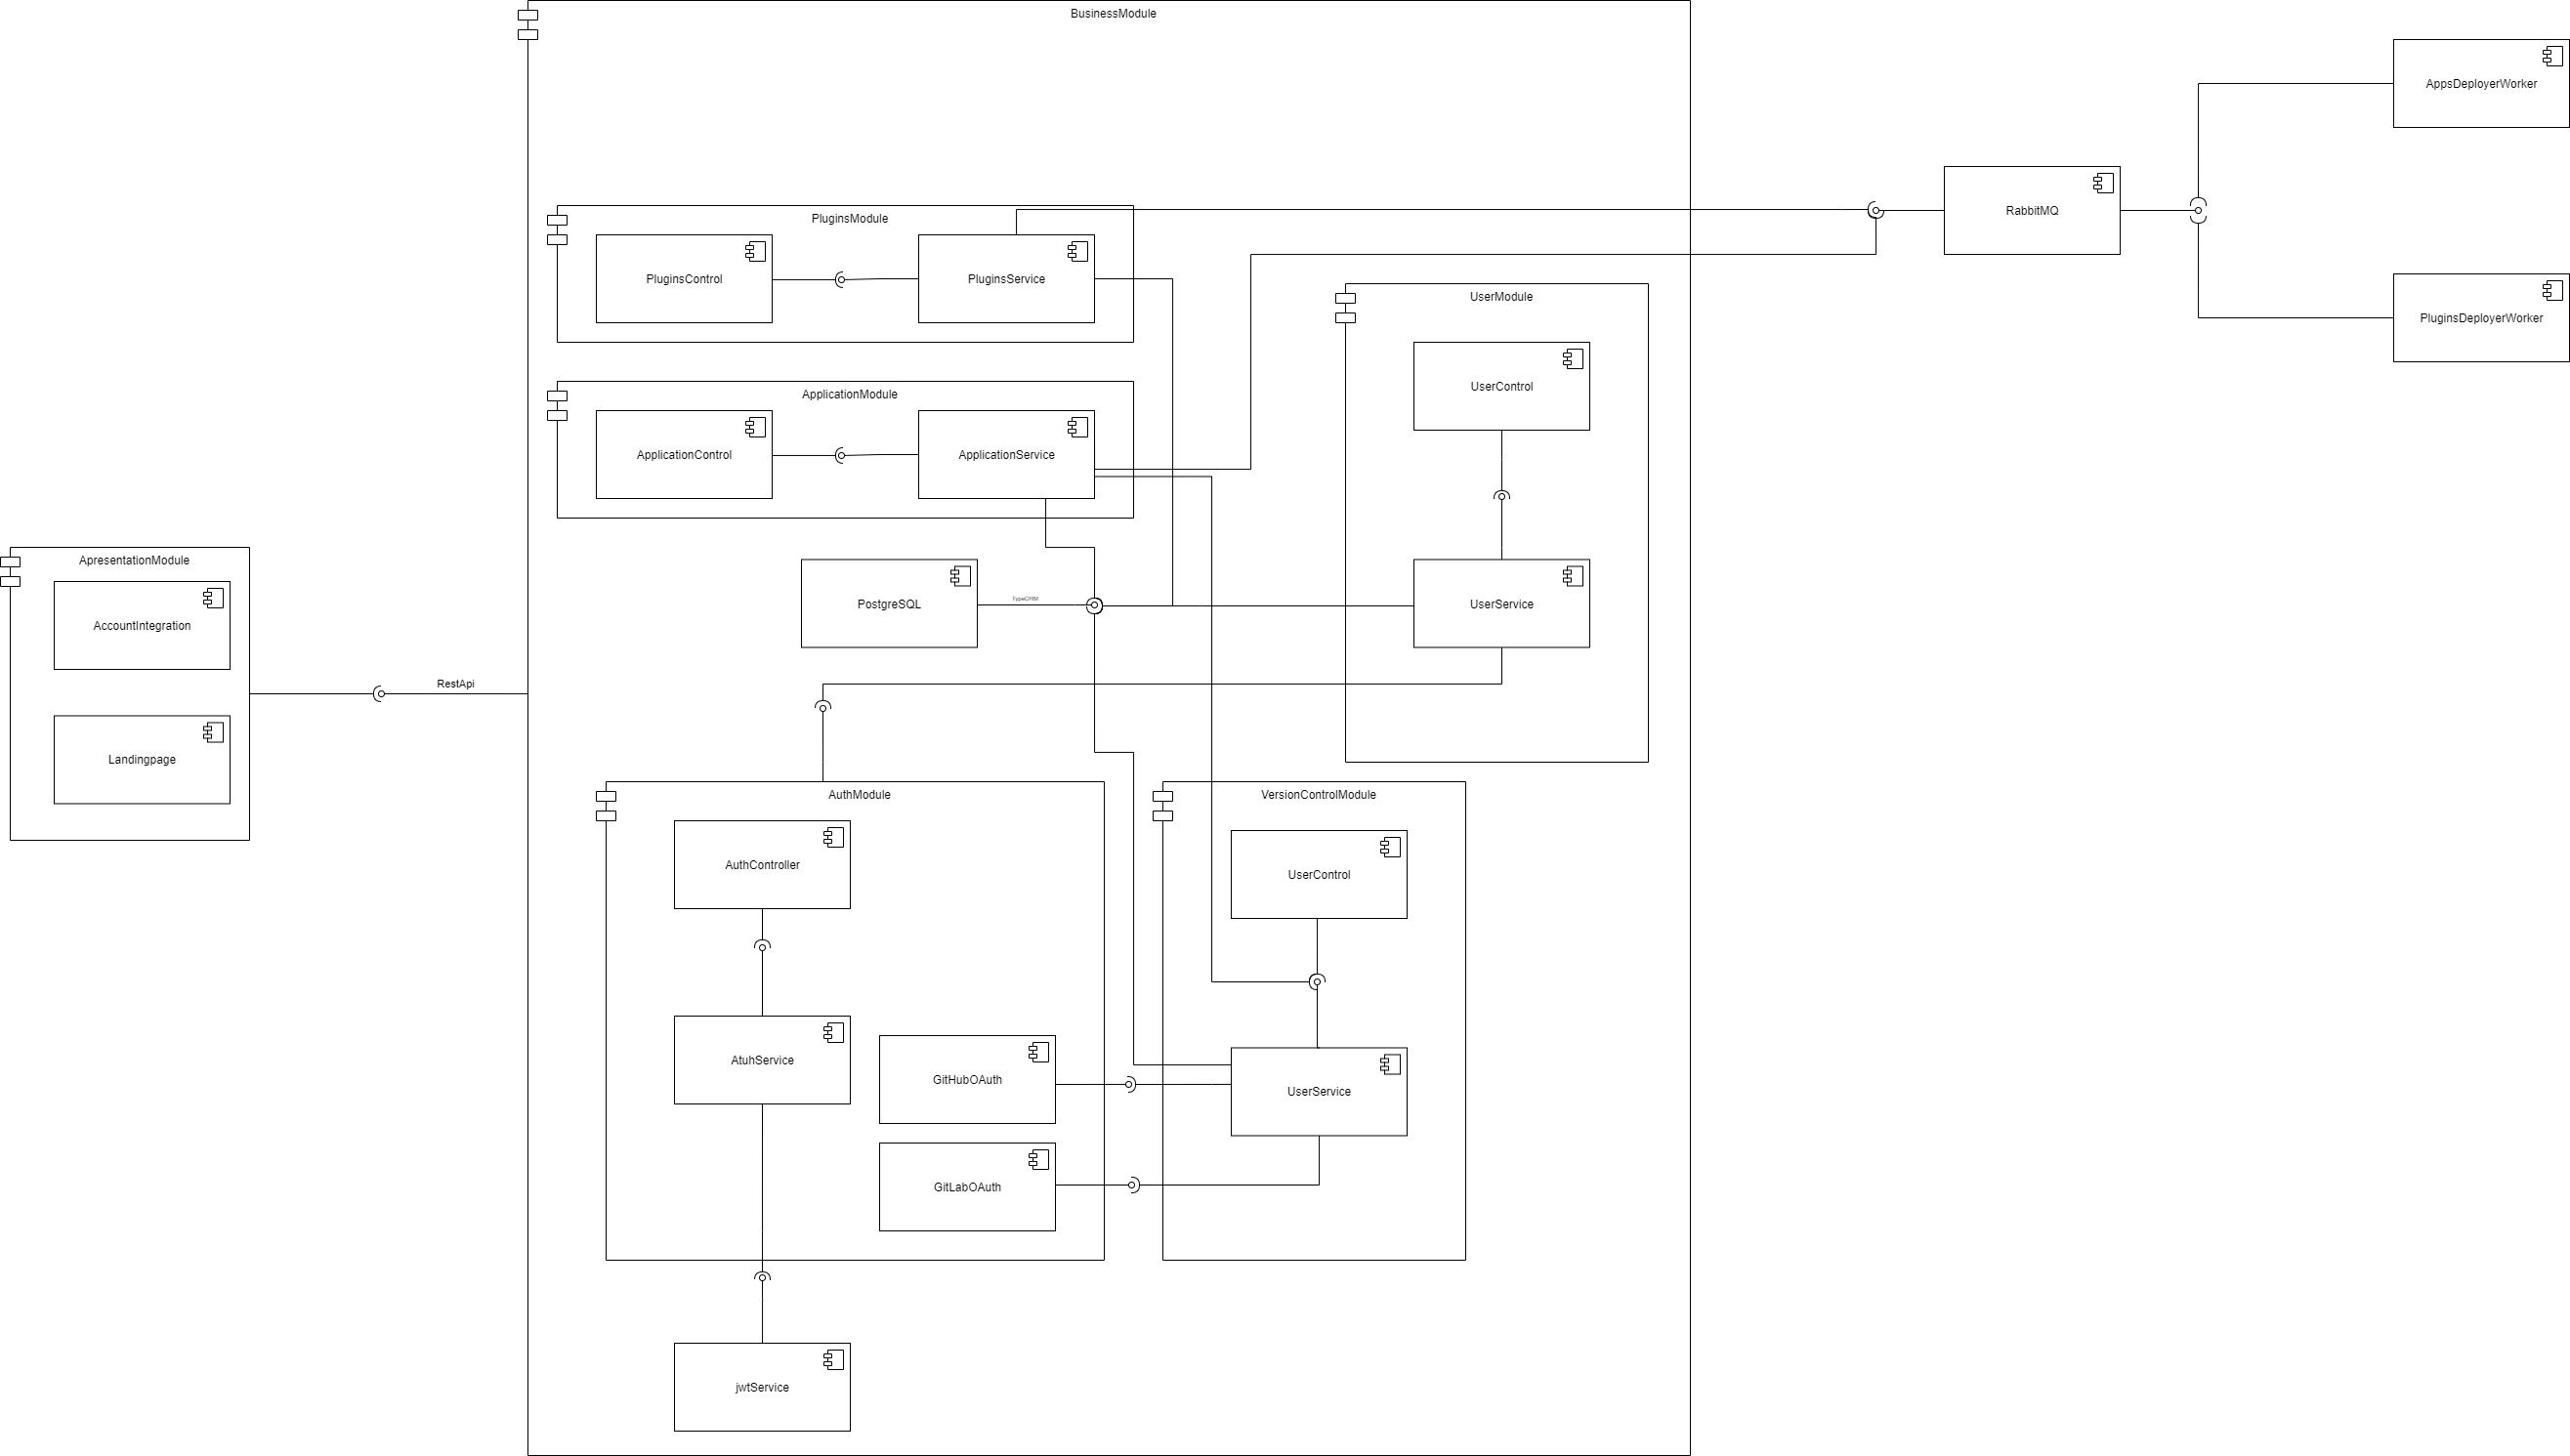 BusinessModule
AppsDeployerWorker
RabbitMQ
PluginsDeployerWorker
PluginsModule
PluginsControl
PluginsService
UserModule
UserControl
ApplicationModule
ApplicationControl
ApplicationService
ApresentationModule
AccountIntegration
Landingpage
RestApi
PostgreSQL
TypeORM
UserService
AuthModule
AuthController
AtuhService
GitHubOAuth
GitLabOAuth
VersionControlModule
UserControl
UserService
jwtService